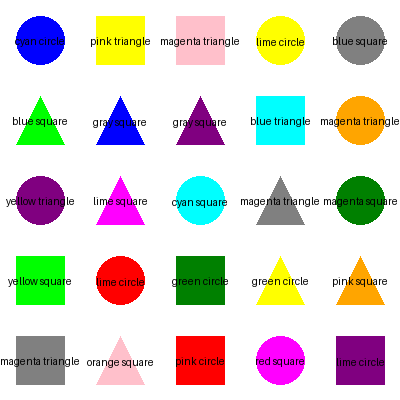 cyan circle
pink triangle
magenta triangle
lime circle
blue square
blue square
gray square
gray square
blue triangle
magenta triangle
yellow triangle
lime square
cyan square
magenta triangle
magenta square
yellow square
lime circle
green circle
green circle
pink square
magenta triangle
orange square
pink circle
red square
lime circle